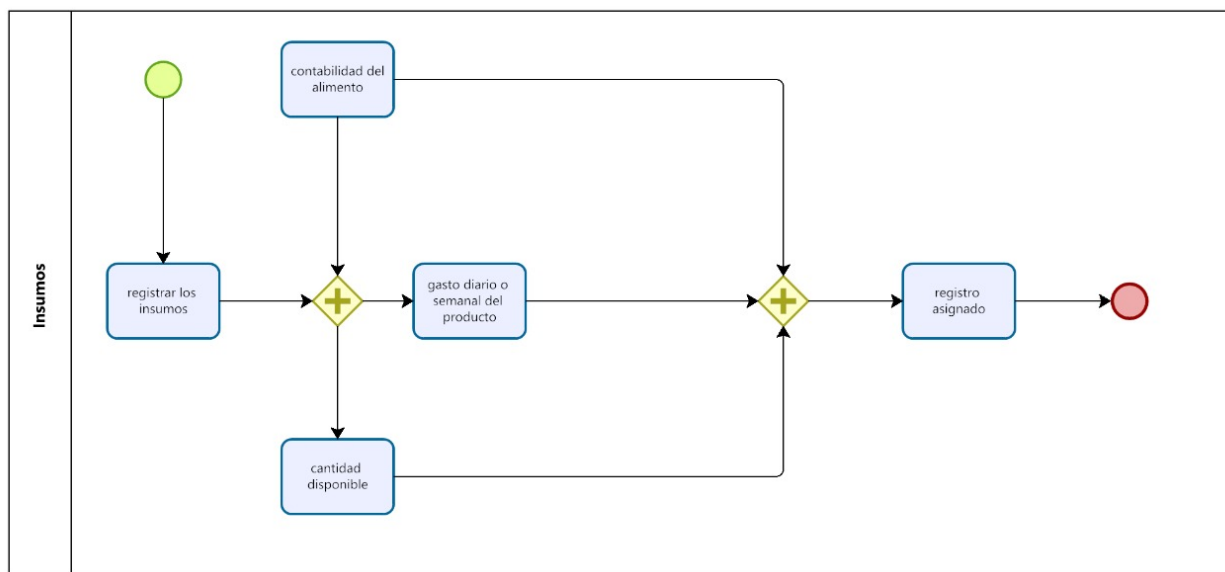 Insumos
contabilidad del
alimento
registrar los
insumos
gasto diario o
semanal del
producto
registro
asignado
cantidad
disponible